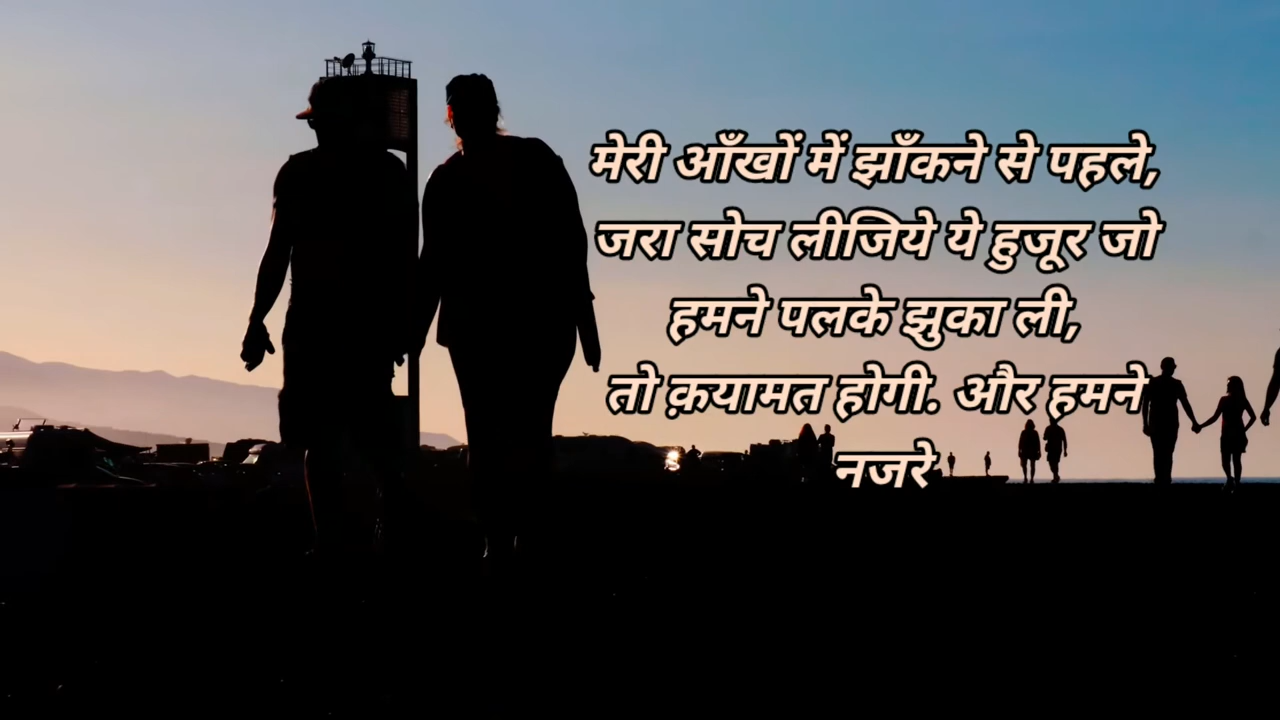 मेरी आँखों में झाँकने से पहले,
जरा सोच लीजिये ये हुजूर जो
हमने पलके झुका ली,
तो क़यामत होगी. और हमने
नजरे